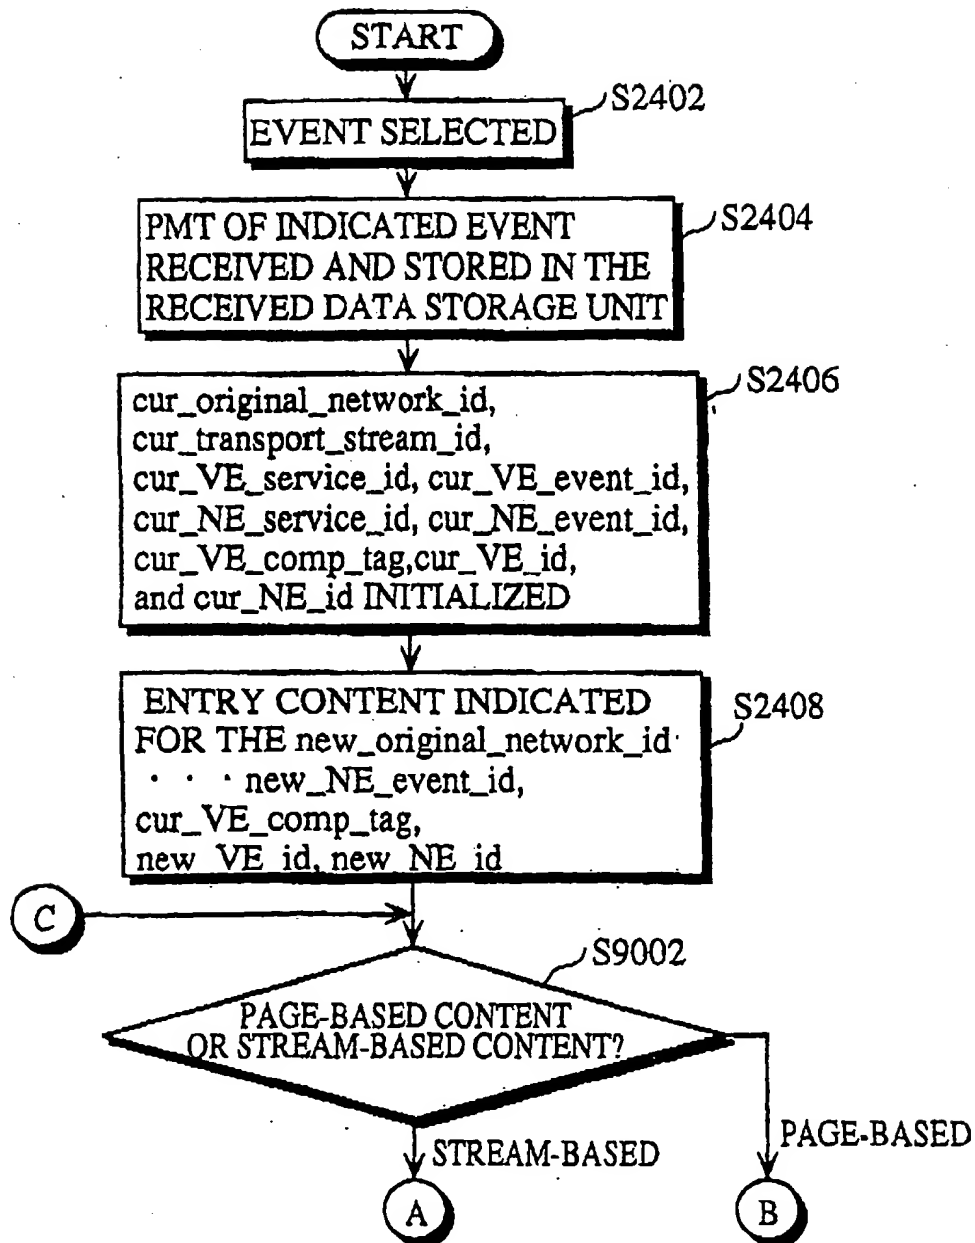 START
S2402
EVENT SELECTED
S2404
PMT OF INDICATED EVENT
RECEIVED AND STORED IN THE
RECEIVED DATA STORAGE UNIT
S2406
cur_original_network_id,
cur_transport_stream_id,
cur_VE_service_id, cur_VE_event_id,
cur_NE_service_id, cur_NE_event_id,
cur_VE_comp_tag,cur_VE_id,
and cur_NE_id INITIALIZED
S2408
ENTRY CONTENT INDICATED
FOR THE new_original_network_id
· · · new_NE_event_id,
cur_VE_comp_tag,
new_VE_id, new_NE_id
C
S9002
PAGE-BASED CONTENT
OR STREAM-BASED CONTENT?
STREAM-BASED
PAGE-BASED
A
B